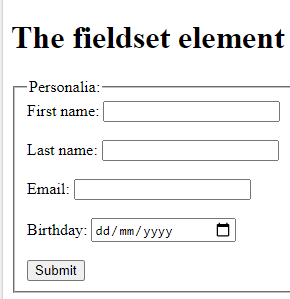 The fieldset element
Personalia:
First name:
Last name:
Email:
Birthday: dd/mm/yyyy
Submit